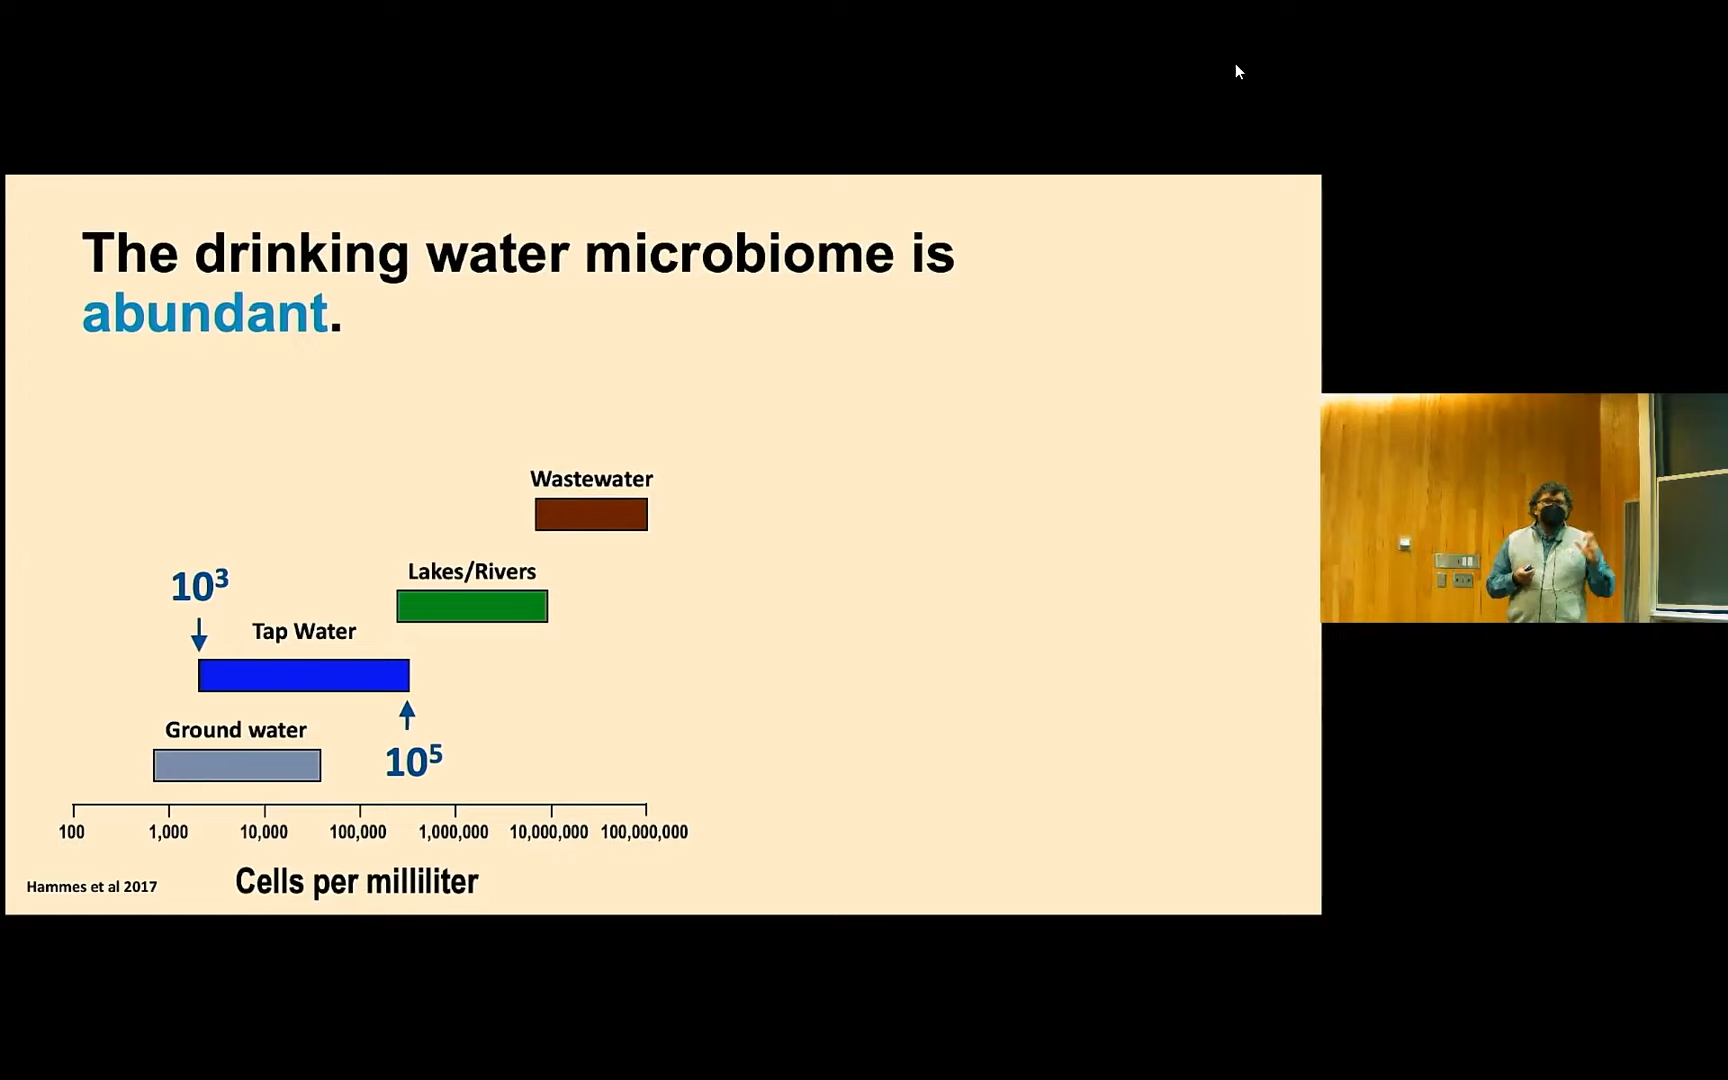 The drinking water microbiome is
abundant.
Wastewater
Lakes/Rivers
10³
Tap Water
Ground water
10⁵
100 1,000 10,000 100,000 1,000,000 10,000,000 100,000,000
Cells per milliliter
Hammes et al 2017